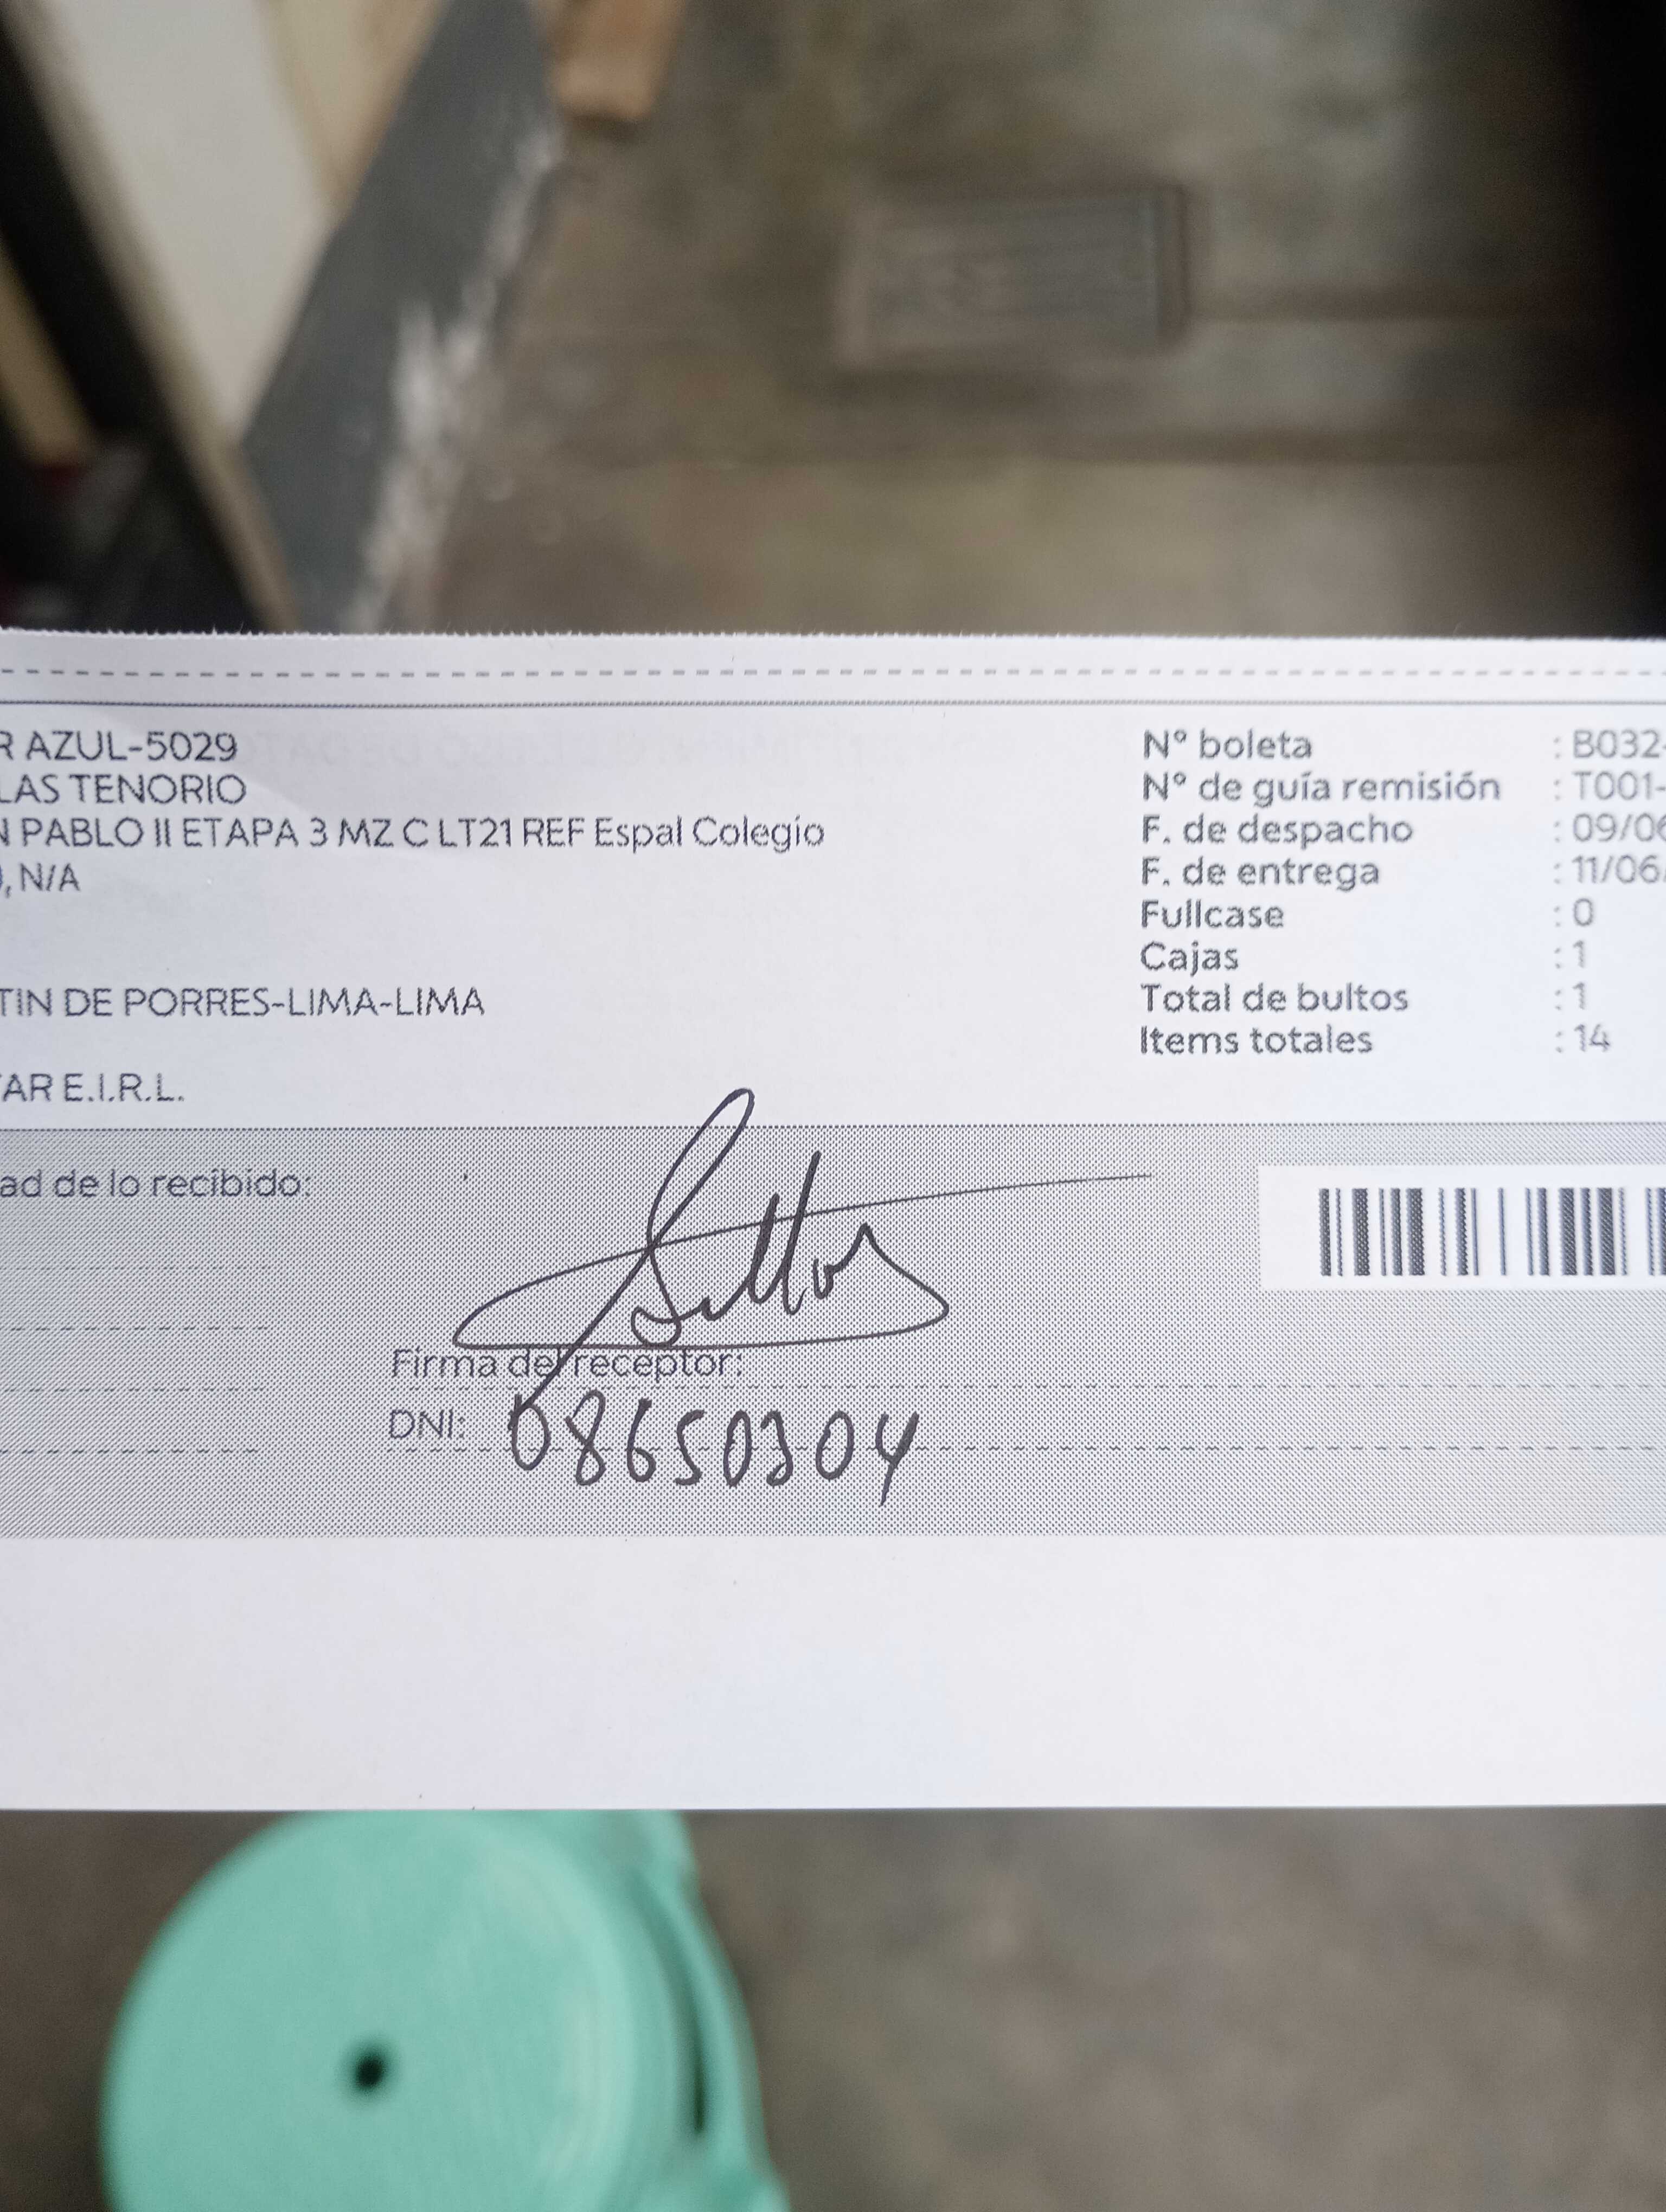 R AZUL-5029
LAS TENORIO
N PABLO II ETAPA 3 MZ C LT21 REF Espal Colegio
, N/A
TIN DE PORRES-LIMA-LIMA
AR E.I.R.L.
N° boleta : B032-
N° de guía remisión : T001-
F. de despacho : 09/06
F. de entrega : 11/06/
Fullcase : 0
Cajas : 1
Total de bultos : 1
Items totales : 14
ad de lo recibido:
Firma del receptor:
DNI: 08650304